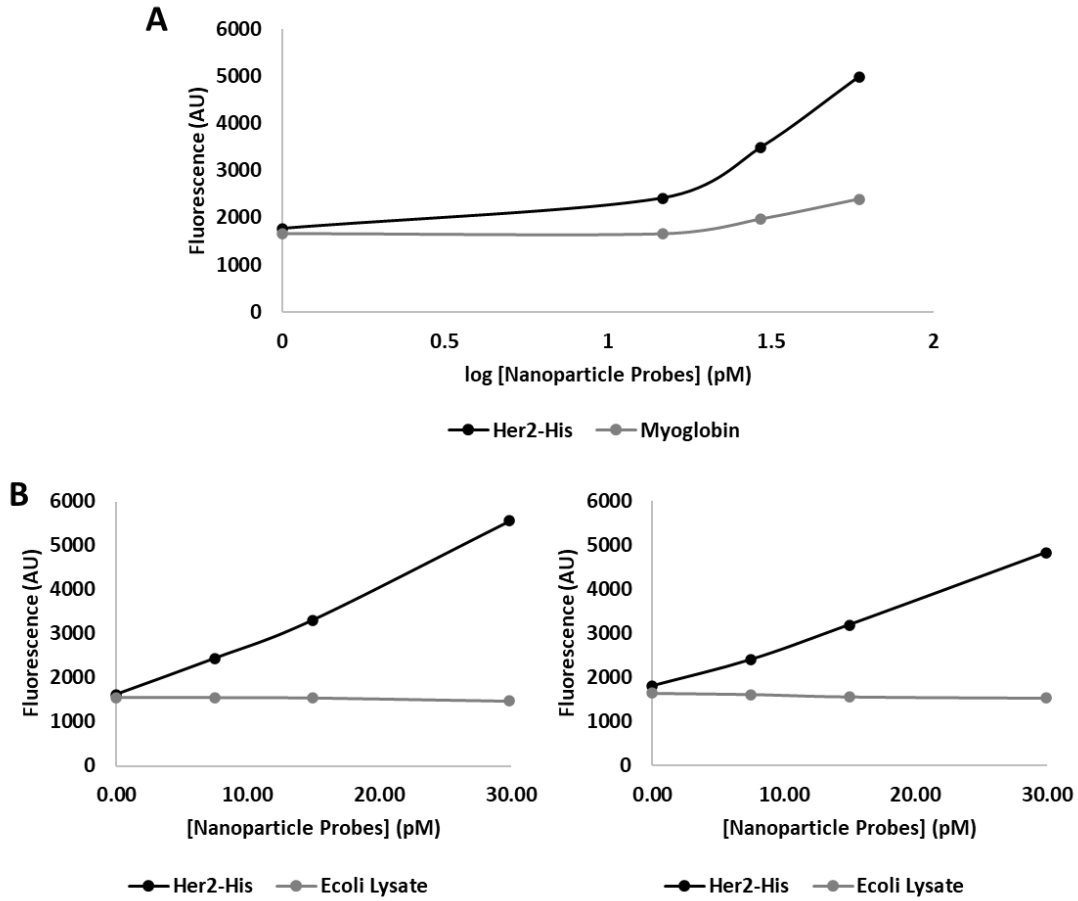 A
6000
5000
4000
3000
2000
1000
0
Fluorescence (AU)
0 0.5 1 1.5 2
log [Nanoparticle Probes] (pM)
Her2-His Myoglobin
B
6000
5000
4000
3000
2000
1000
0
Fluorescence (AU)
0.00 10.00 20.00 30.00
[Nanoparticle Probes] (pM)
Her2-His Ecoli Lysate
6000
5000
4000
3000
2000
1000
0
Fluorescence (AU)
0.00 10.00 20.00 30.00
[Nanoparticle Probes] (pM)
Her2-His Ecoli Lysate